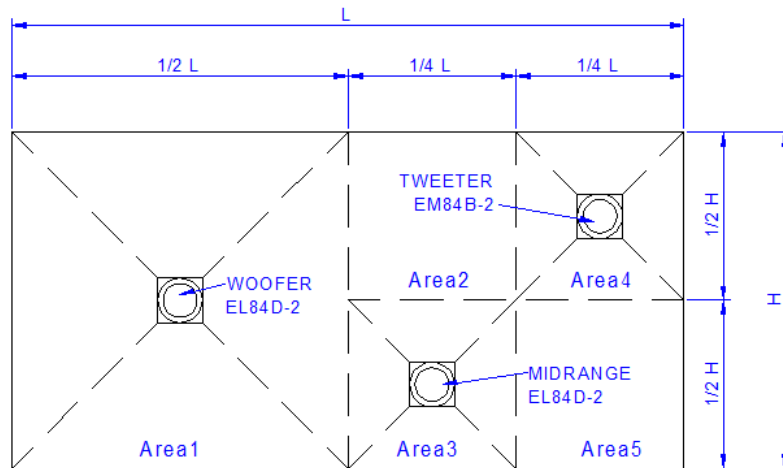 L
1/2 L
1/4 L
1/4 L
TWEETER
EM84B-2
1/2 H
WOOFER
EL84D-2
Area2
Area4
H
MIDRANGE
EL84D-2
1/2 H
Area1
Area3
Area5